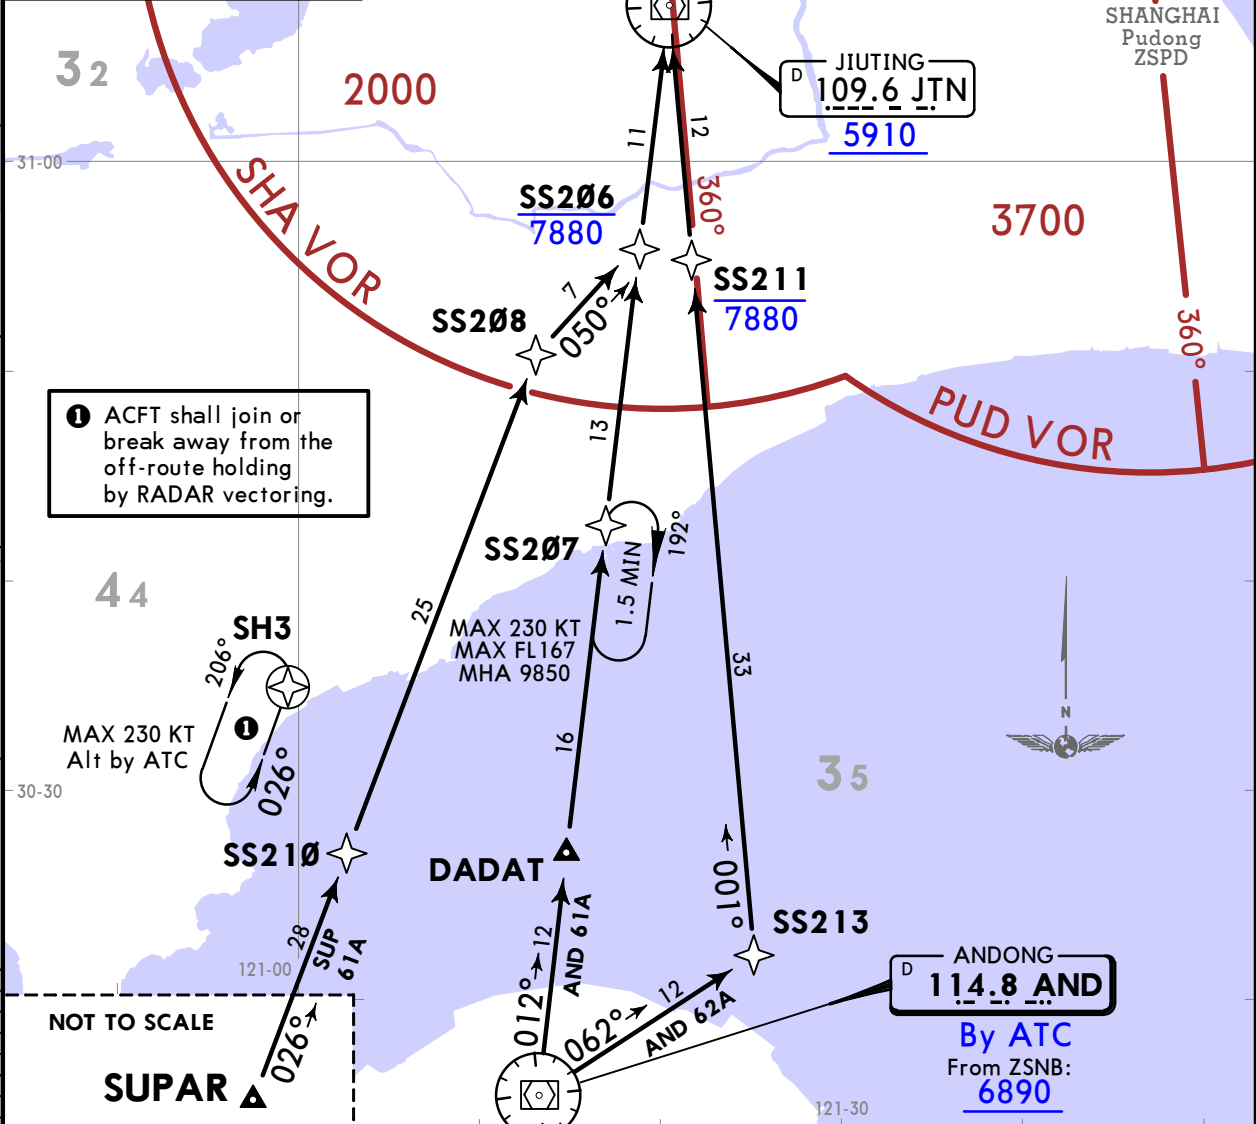 SHANGHAI
Pudong
ZSPD
32
2000
JIUTING
D 109.6 JTN
5910
11
12
31-00
SHA VOR
SS2Ø6
7880
360°
3700
SS211
7880
7
050°
SS2Ø8
360°
❶ ACFT shall join or
break away from the
off-route holding
by RADAR vectoring.
13
PUD VOR
SS2Ø7
192°
1.5 MIN
44
25
SH3
206°
MAX 230 KT
MAX FL167
MHA 9850
33
❶
MAX 230 KT
Alt by ATC
026°
16
N
35
30-30
SS21Ø
DADAT
001°
SS213
28
SUP
61A
121-00
12
AND 61A
012°
062°
12
AND 62A
ANDONG
D 114.8 AND
By ATC
From ZSNB:
6890
NOT TO SCALE
026°
SUPAR
121-30